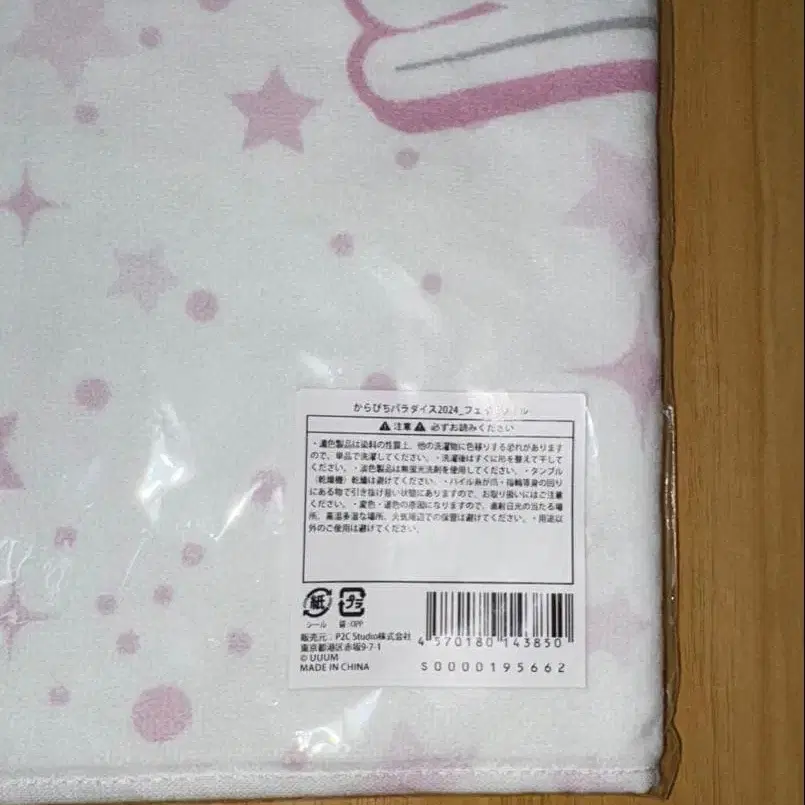 からぴちパラダイス2024_フェイスタオル
⚠注意⚠ 必ずお読みください
・濃色製品は染料の性質上、他の洗濯物に色移りする恐れがあります
ので、単品で洗濯してください。・洗濯後はすぐに形を整えて干して
ください。・淡色製品は無蛍光洗剤を使用してください。・タンブル
(乾燥機)乾燥は避けてください。・パイル糸が爪・指輪等身の回り
にある物で引き抜け易い状態にありますので、お取り扱いにはご注意
ください。・変色・退色の原因になりますので、直射日光の当たる場
所、高温多湿な場所、火気周辺での保管は避けてください。・用途以
外のご使用は避けてください。
紙
シール
プラ
袋:OPP
販売元:P2C Studio株式会社
東京都港区赤坂9-7-1
© UUUM
MADE IN CHINA
4 570180 143850
S0000195662